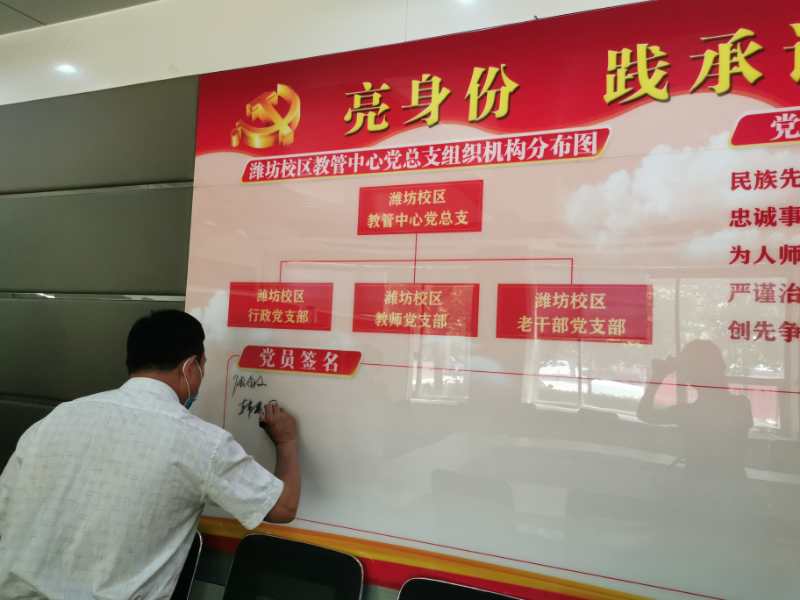 亮身份 践承
潍坊校区教管中心党总支组织机构分布图
潍坊校区
教管中心党总支
潍坊校区
行政党支部
潍坊校区
教师党支部
潍坊校区
老干部党支部
党员签名
党
民族先
忠诚事
为人师
严谨治
创先争